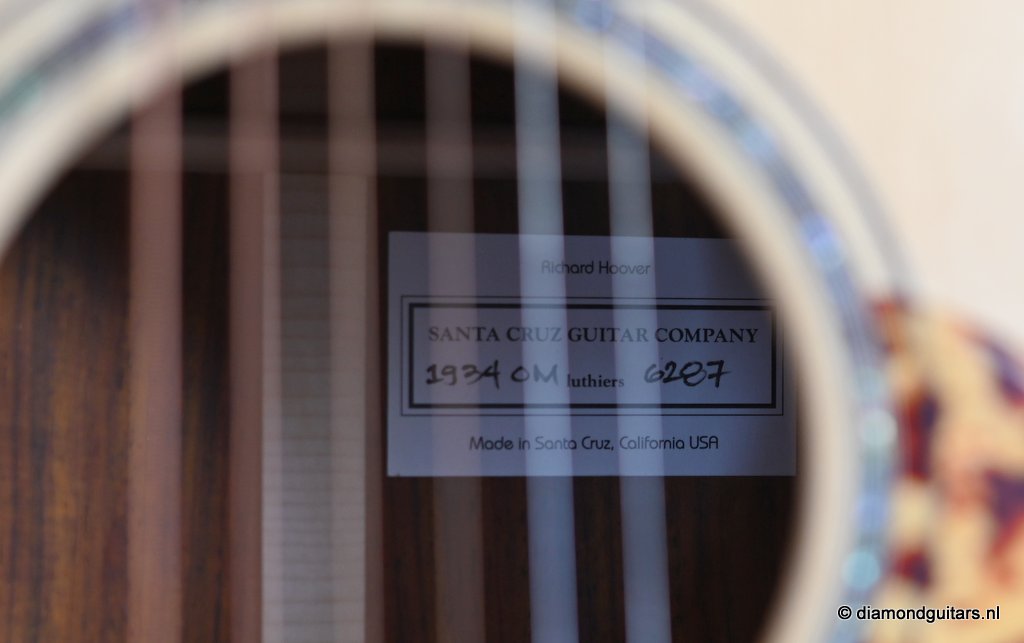 Richard Hoover
SANTA CRUZ GUITAR COMPANY
1934 OM luthiers 6287
Made in Santa Cruz, California USA
© diamondguitars.nl